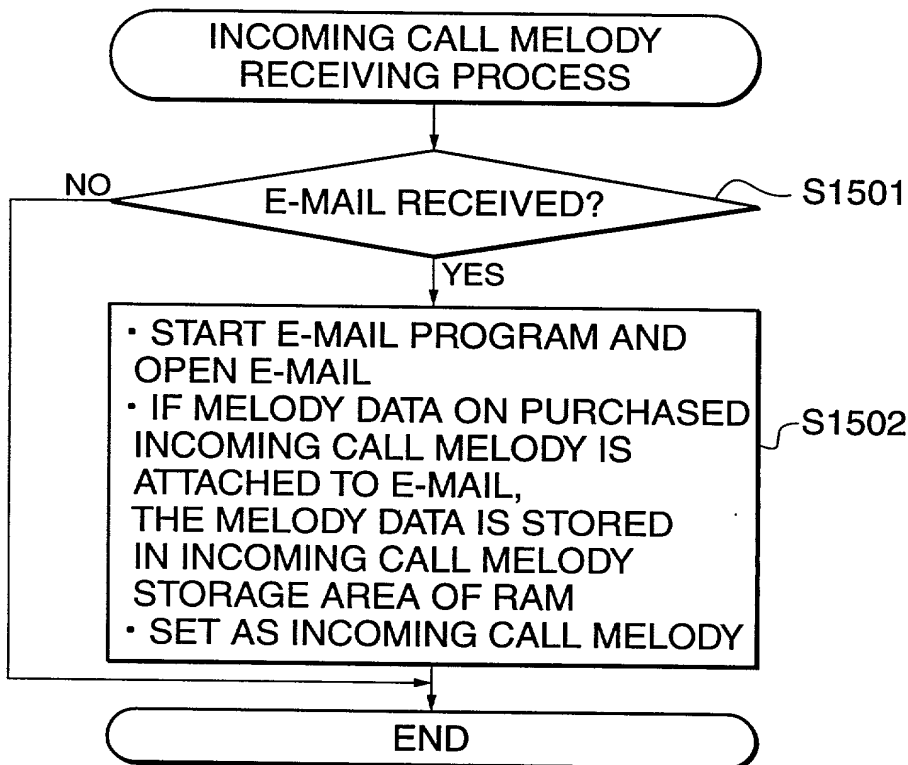 INCOMING CALL MELODY
RECEIVING PROCESS
NO
E-MAIL RECEIVED?
S1501
YES
· START E-MAIL PROGRAM AND
OPEN E-MAIL
· IF MELODY DATA ON PURCHASED
INCOMING CALL MELODY IS
ATTACHED TO E-MAIL,
THE MELODY DATA IS STORED
IN INCOMING CALL MELODY
STORAGE AREA OF RAM
· SET AS INCOMING CALL MELODY
S1502
END